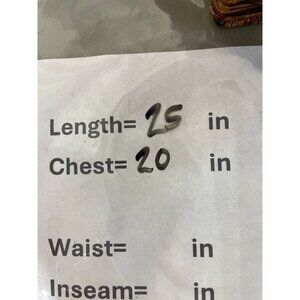 Length= 25 in
Chest= 20 in
Waist= in
Inseam= in